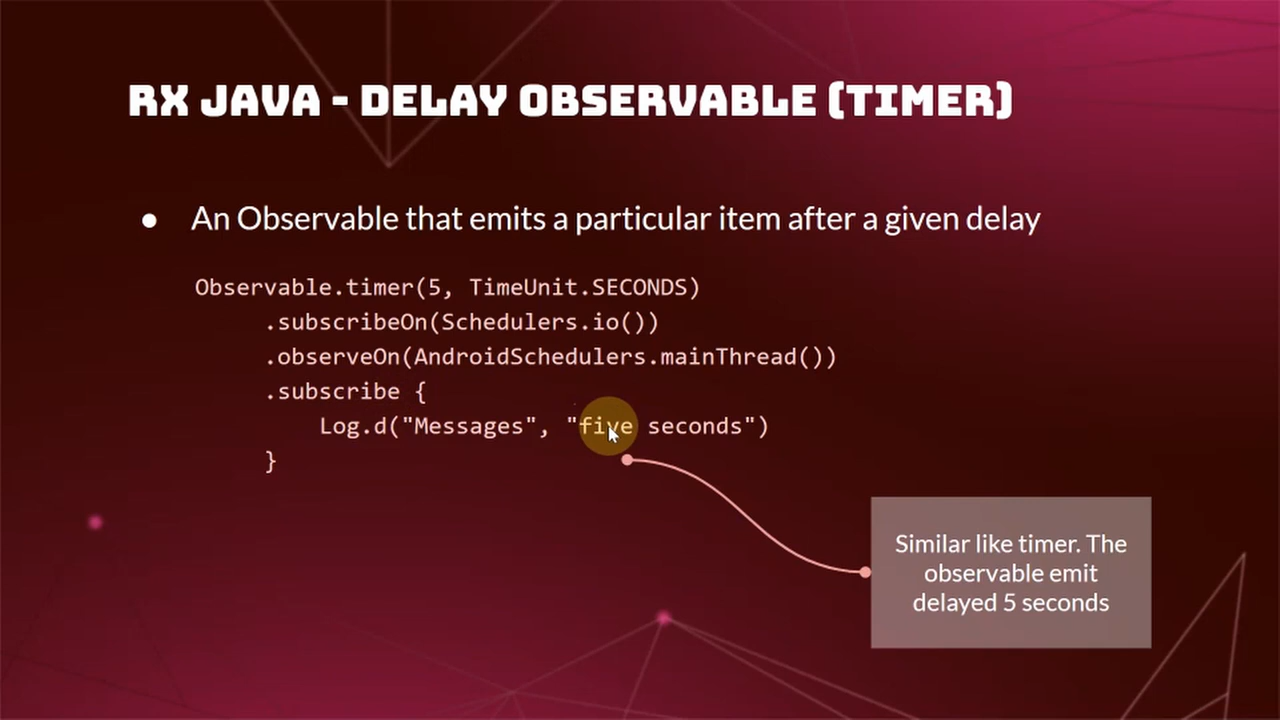 RX JAVA - DELAY OBSERVABLE (TIMER)
● An Observable that emits a particular item after a given delay
Observable.timer(5, TimeUnit.SECONDS)
.subscribeOn(Schedulers.io())
.observeOn(AndroidSchedulers.mainThread())
.subscribe {
Log.d("Messages", "five seconds")
}
Similar like timer. The
observable emit
delayed 5 seconds